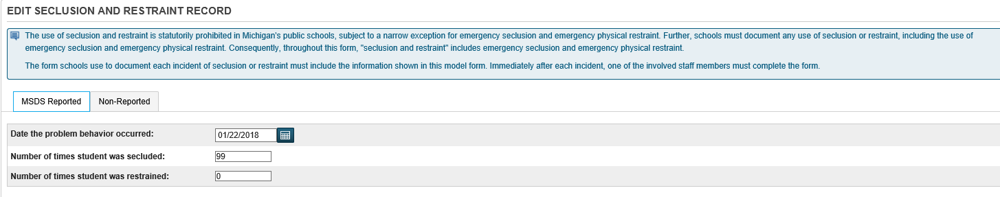 EDIT SECLUSION AND RESTRAINT RECORD
The use of seclusion and restraint is statutorily prohibited in Michigan's public schools, subject to a narrow exception for emergency seclusion and emergency physical restraint. Further, schools must document any use of seclusion or restraint, including the use of
emergency seclusion and emergency physical restraint. Consequently, throughout this form, "seclusion and restraint" includes emergency seclusion and emergency physical restraint.
The form schools use to document each incident of seclusion or restraint must include the information shown in this model form. Immediately after each incident, one of the involved staff members must complete the form.
MSDS Reported Non-Reported
Date the problem behavior occurred: 01/22/2018
Number of times student was secluded: 99
Number of times student was restrained: 0